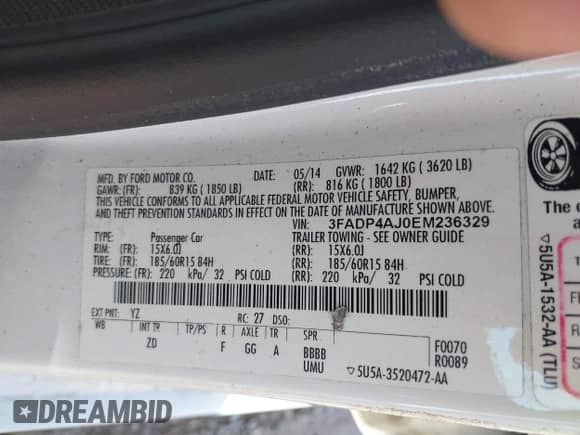 MFD. BY FORD MOTOR CO. DATE: 05/14 GVWR: 1642 KG ( 3620 LB)
GAWR: (FR): 839 KG ( 1850 LB) (RR): 816 KG ( 1800 LB)
THIS VEHICLE CONFORMS TO ALL APPLICABLE FEDERAL MOTOR VEHICLE SAFETY, BUMPER,
AND THEFT PREVENTION STANDARDS IN EFFECT ON THE DATE OF MANUFACTURE SHOWN ABOVE.
VIN: 3FADP4AJ0EM236329
TYPE: Passenger Car TRAILER TOWING - SEE OWNER GUIDE
RIM: (FR): 15X6.0J (RR): 15X6.0J
TIRE: (FR): 185/60R15 84H (RR): 185/60R15 84H
PRESSURE: (FR): 220 kPa/ 32 PSI COLD (RR): 220 kPa/ 32 PSI COLD
EXT PNT: YZ RC: 27 DSO:
WB INT TR TP/PS R AXLE TR SPR
ZD F GG A BBBB F0070
UMU R0089
▽5U5A-3520472-AA
The c
▽5U5A-1532-AA (TLU)
T
F
R
S
DREAMBID